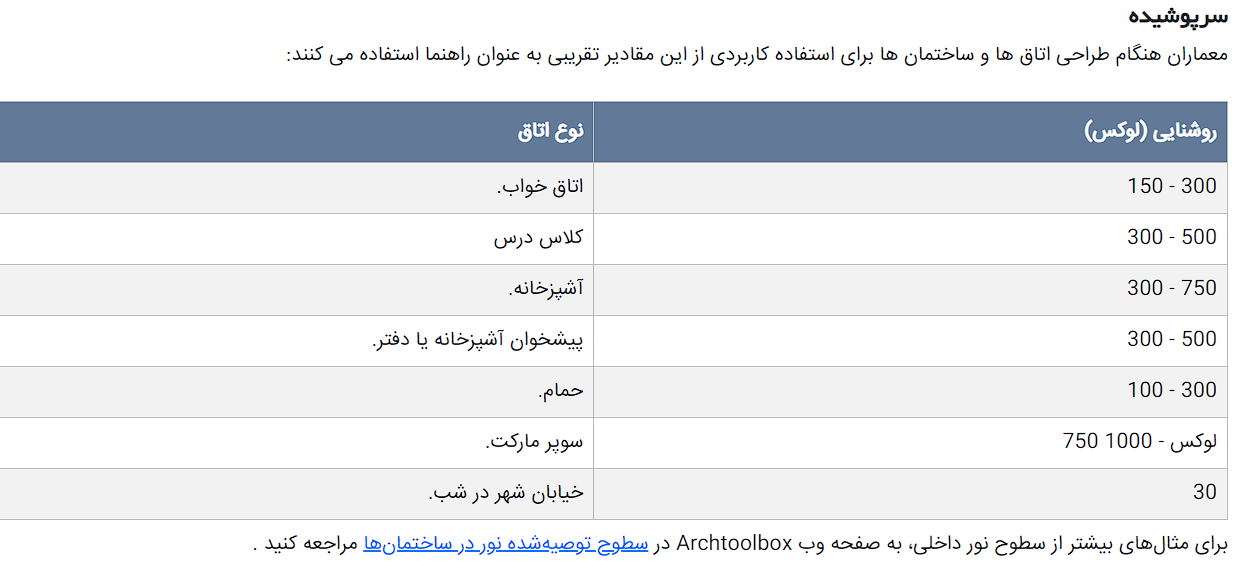 سرپوشیده
معماران هنگام طراحی اتاق ها و ساختمان ها برای استفاده کاربردی از این مقادیر تقریبی به عنوان راهنما استفاده می کنند:
روشنایی (لوکس) نوع اتاق
150 - 300 اتاق خواب.
300 - 500 کلاس درس
300 - 750 آشپزخانه.
300 - 500 پیشخوان آشپزخانه یا دفتر.
100 - 300 حمام.
لوکس - 1000 750 سوپر مارکت.
30 خیابان شهر در شب.
برای مثال‌های بیشتر از سطوح نور داخلی، به صفحه وب Archtoolbox در سطوح توصیه‌شده نور در ساختمان‌ها مراجعه کنید .